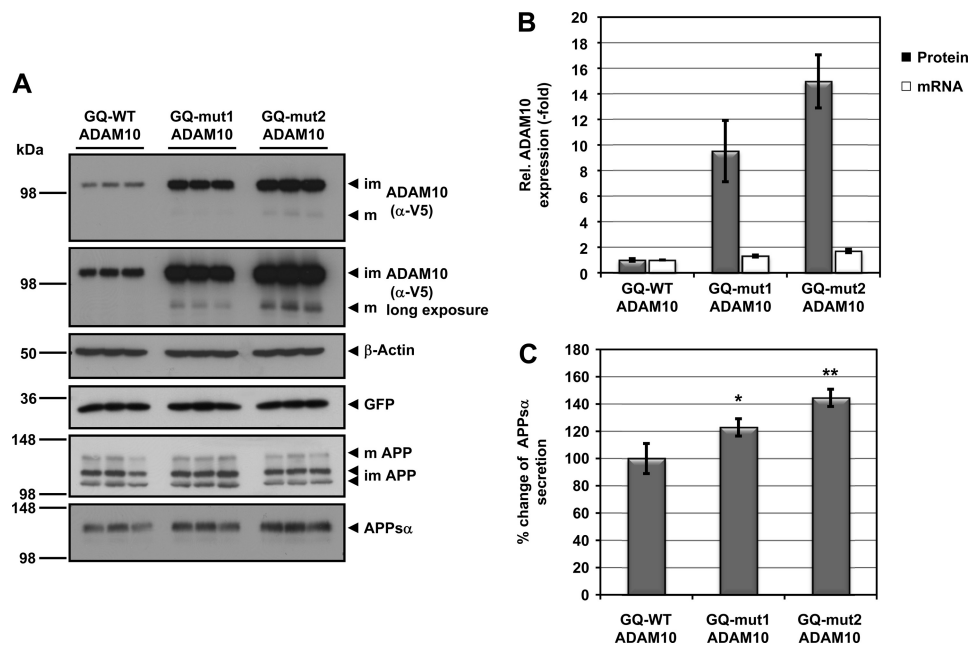 A
GQ-WT
ADAM10
GQ-mut1
ADAM10
GQ-mut2
ADAM10
kDa
98
im
ADAM10
(α-V5)
m
98
im ADAM10
(α-V5)
m long exposure
50
β-Actin
36
GFP
148
m APP
im APP
98
148
APPsα
98
B
Rel. ADAM10
expression (-fold)
20
18
16
14
12
10
8
6
4
2
0
GQ-WT
ADAM10
GQ-mut1
ADAM10
GQ-mut2
ADAM10
Protein
mRNA
C
% change of APPsα
secretion
180
160
140
120
100
80
60
40
20
0
*
**
GQ-WT
ADAM10
GQ-mut1
ADAM10
GQ-mut2
ADAM10